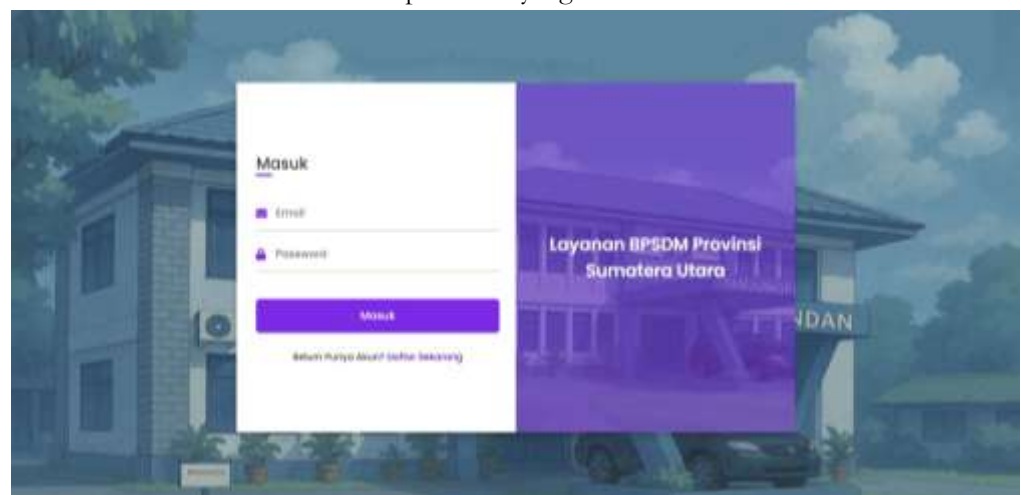 Masuk
Email
Password
Masuk
Belum Punya Akun? Daftar Sekarang
Layanan BPSDM Provinsi
Sumatera Utara
NDAN